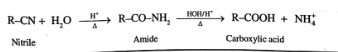 R–CN + H₂O —H⁺/Δ→ R–CO–NH₂ —HOH/H⁺/Δ→ R–COOH + NH₄⁺
Nitrile Amide Carboxylic acid